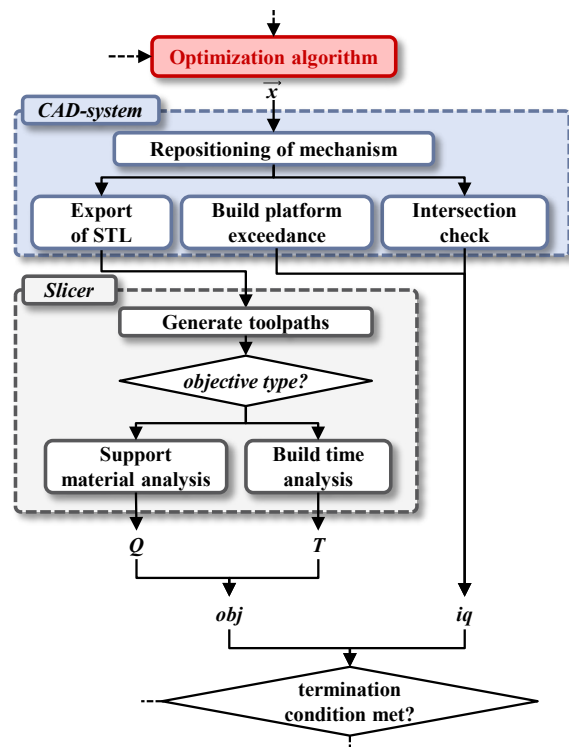 Optimization algorithm
x
CAD-system
Repositioning of mechanism
Export
of STL
Build platform
exceedance
Intersection
check
Slicer
Generate toolpaths
objective type?
Support
material analysis
Build time
analysis
Q
T
obj
iq
termination
condition met?